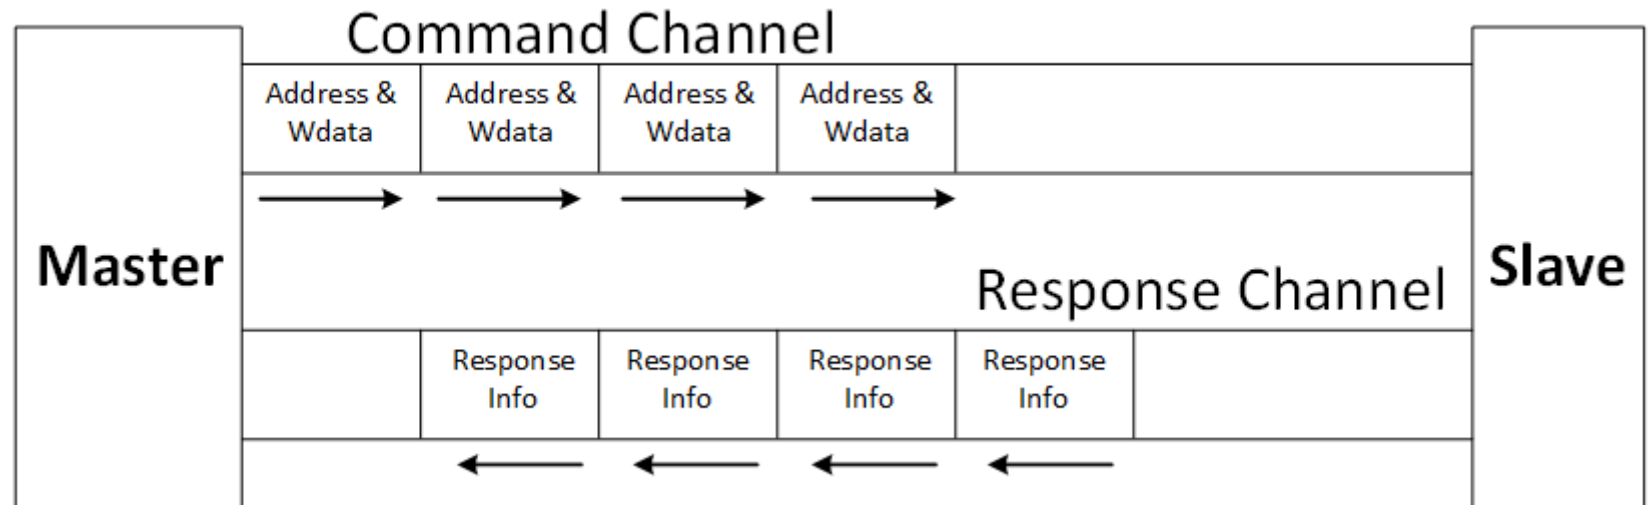 Command Channel
Address & Address & Address & Address &
Wdata Wdata Wdata Wdata
Master
Slave
Response Channel
Response Response Response Response
Info Info Info Info